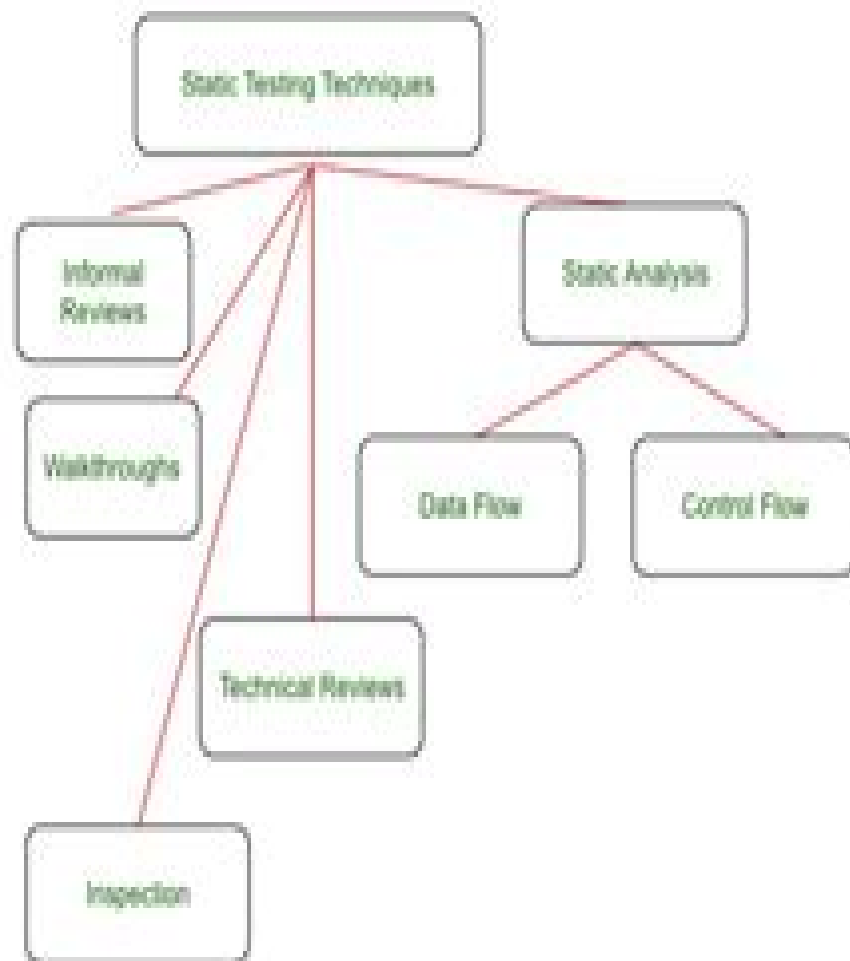 Static Testing Techniques
Informal
Reviews
Static Analysis
Walkthroughs
Data Flow
Control Flow
Technical Reviews
Inspection